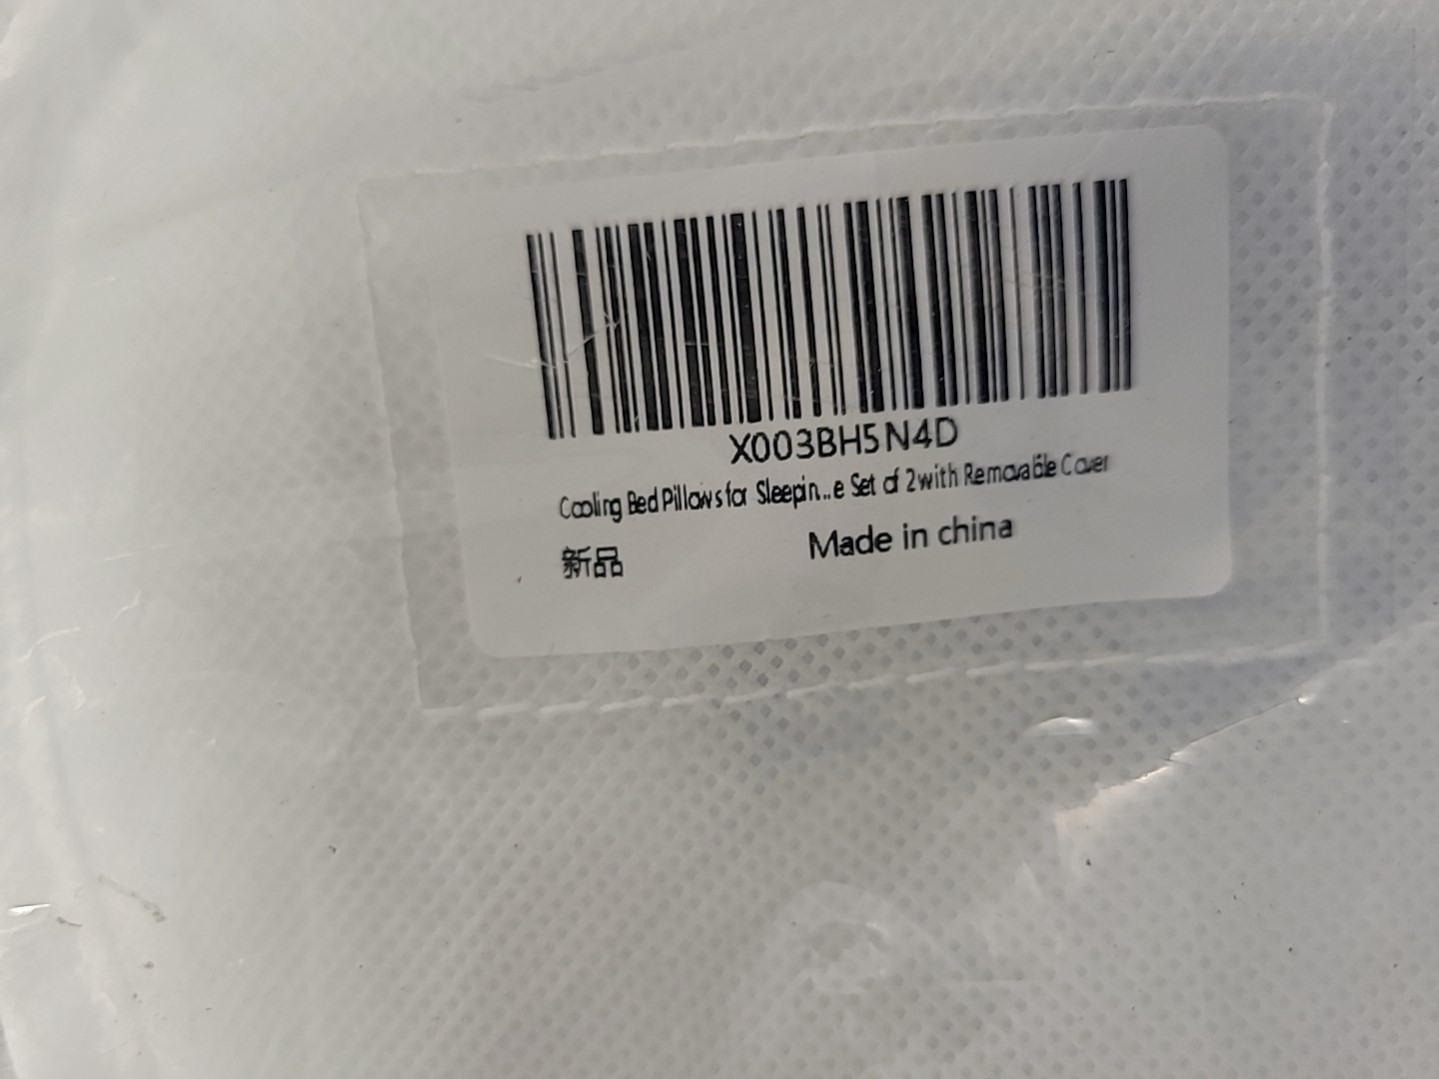 X003BH5N4D
Cooling Bed Pillows for Sleepin...e Set of 2 with Removable Cover
新品
Made in china